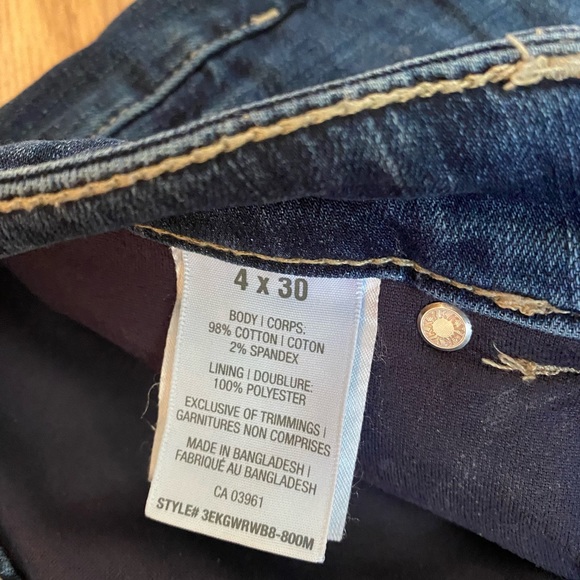 4 x 30
BODY | CORPS:
98% COTTON | COTON
2% SPANDEX
LINING | DOUBLURE:
100% POLYESTER
EXCLUSIVE OF TRIMMINGS |
GARNITURES NON COMPRISES
MADE IN BANGLADESH |
FABRIQUÉ AU BANGLADESH
CA 03961
STYLE# 3EKGWRWB8-800M